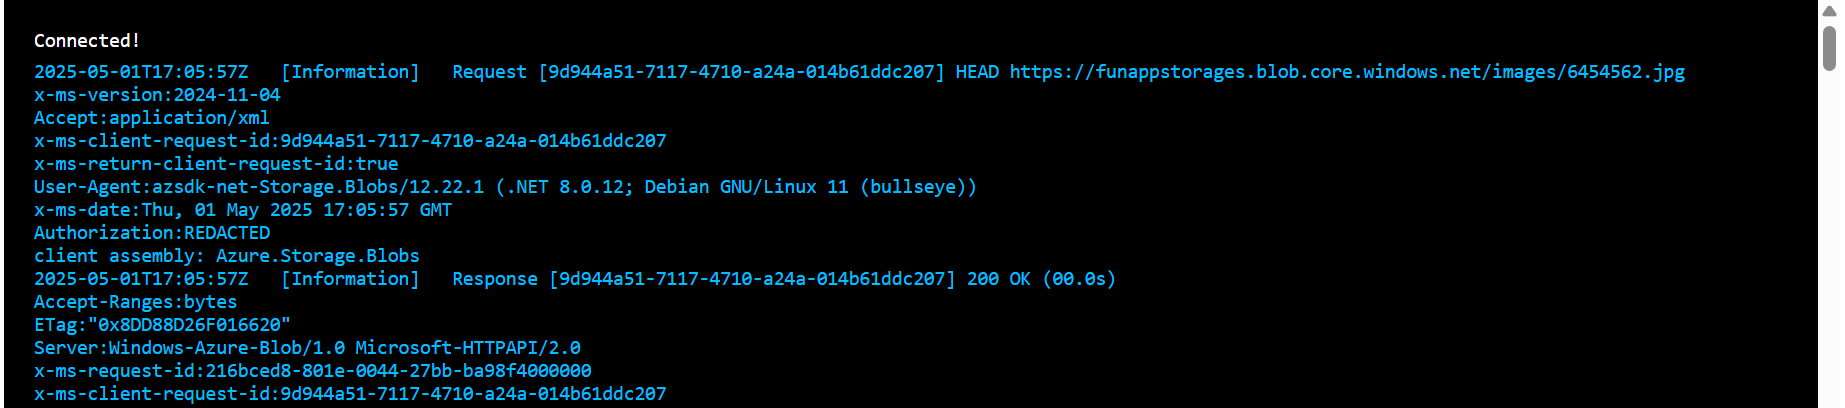 Connected!
2025-05-01T17:05:57Z   [Information]   Request [9d944a51-7117-4710-a24a-014b61ddc207] HEAD https://funappstorages.blob.core.windows.net/images/6454562.jpg
x-ms-version:2024-11-04
Accept:application/xml
x-ms-client-request-id:9d944a51-7117-4710-a24a-014b61ddc207
x-ms-return-client-request-id:true
User-Agent:azsdk-net-Storage.Blobs/12.22.1 (.NET 8.0.12; Debian GNU/Linux 11 (bullseye))
x-ms-date:Thu, 01 May 2025 17:05:57 GMT
Authorization:REDACTED
client assembly: Azure.Storage.Blobs
2025-05-01T17:05:57Z   [Information]   Response [9d944a51-7117-4710-a24a-014b61ddc207] 200 OK (00.0s)
Accept-Ranges:bytes
ETag:"0x8DD88D26F016620"
Server:Windows-Azure-Blob/1.0 Microsoft-HTTPAPI/2.0
x-ms-request-id:216bced8-801e-0044-27bb-ba98f4000000
x-ms-client-request-id:9d944a51-7117-4710-a24a-014b61ddc207